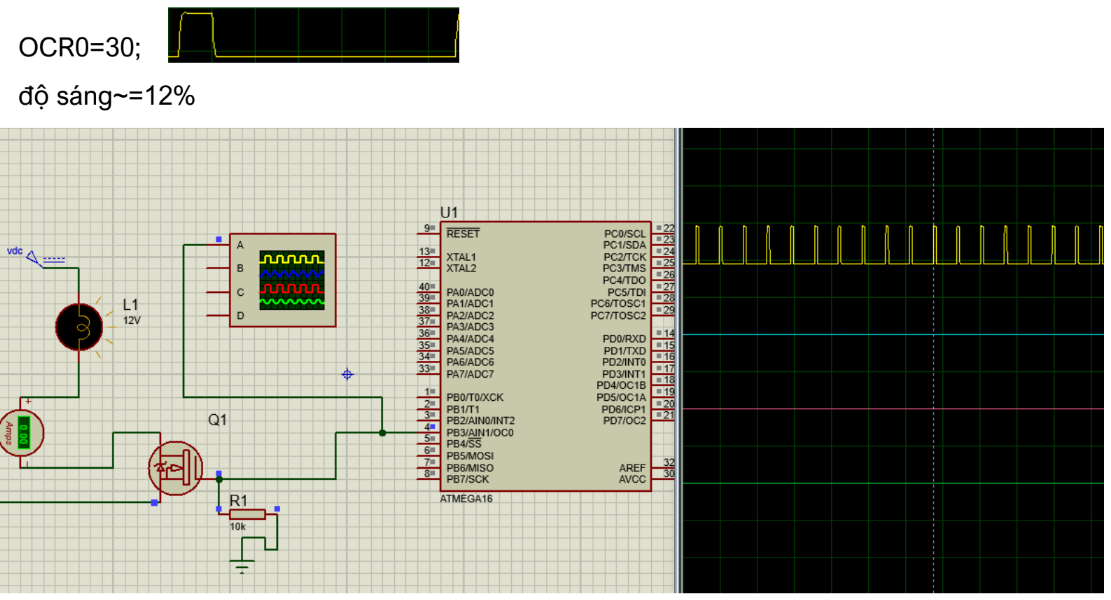 OCR0=30;
độ sáng~=12%
vdc
L1
12V
+
Amps
0.00
A
B
C
D
Q1
R1
10k
U1
9 RESET
13 XTAL1
12 XTAL2
40 PA0/ADC0
39 PA1/ADC1
38 PA2/ADC2
37 PA3/ADC3
36 PA4/ADC4
35 PA5/ADC5
34 PA6/ADC6
33 PA7/ADC7
1 PB0/T0/XCK
2 PB1/T1
3 PB2/AIN0/INT2
4 PB3/AIN1/OC0
5 PB4/SS
6 PB5/MOSI
7 PB6/MISO
8 PB7/SCK
PC0/SCL 22
PC1/SDA 23
PC2/TCK 24
PC3/TMS 25
PC4/TDO 26
PC5/TDI 27
PC6/TOSC1 28
PC7/TOSC2 29
PD0/RXD 14
PD1/TXD 15
PD2/INT0 16
PD3/INT1 17
PD4/OC1B 18
PD5/OC1A 19
PD6/ICP1 20
PD7/OC2 21
AREF 32
AVCC 30
ATMEGA16